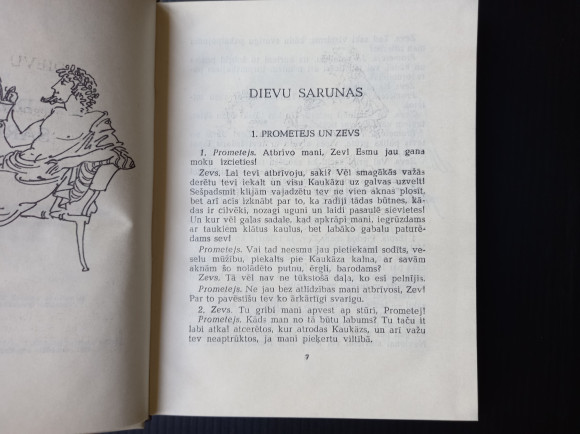 DIEVU SARUNAS
1. PROMETEJS UN ZEVS
1. Prometejs. Atbrīvo mani, Zev! Esmu jau gana
moku izcieties!
Zevs. Lai tevi atbrīvoju, saki? Vēl smagākās važās
derētu tevi iekalt un visu Kaukāzu uz galvas uzvelt!
Sešpadsmit klijām vajadzētu tev ne vien aknas plosīt,
bet arī acis izknābt par to, ka radīji tādas būtnes, kā-
das ir cilvēki, nozagi uguni un laidi pasaulē sievietes!
Un kur vēl gaļas sadale, kad apkrāpi mani, iegrūzdams
ar taukiem klātus kaulus, bet labāko gabalu paturē-
dams sev!
Prometejs. Vai tad neesmu jau pietiekami sodīts, ve-
selu mūžību, piekalts pie Kaukāza kalna, ar savām
aknām šo nolādēto putnu, ērgli, barodams?
Zevs. Tā vēl nav ne tūkstošā daļa, ko esi pelnījis.
Prometejs. Ne jau bez atlīdzības mani atbrīvosi, Zev!
Par to pavēstīšu tev ko ārkārtīgi svarīgu.
2. Zevs. Tu gribi mani apvest ap stūri, Prometej!
Prometejs. Kāds man no tā būtu labums? Tu taču it
labi atkal atcerētos, kur atrodas Kaukāzs, un arī važu
tev neaptrūktos, ja mani pieķertu viltībā.